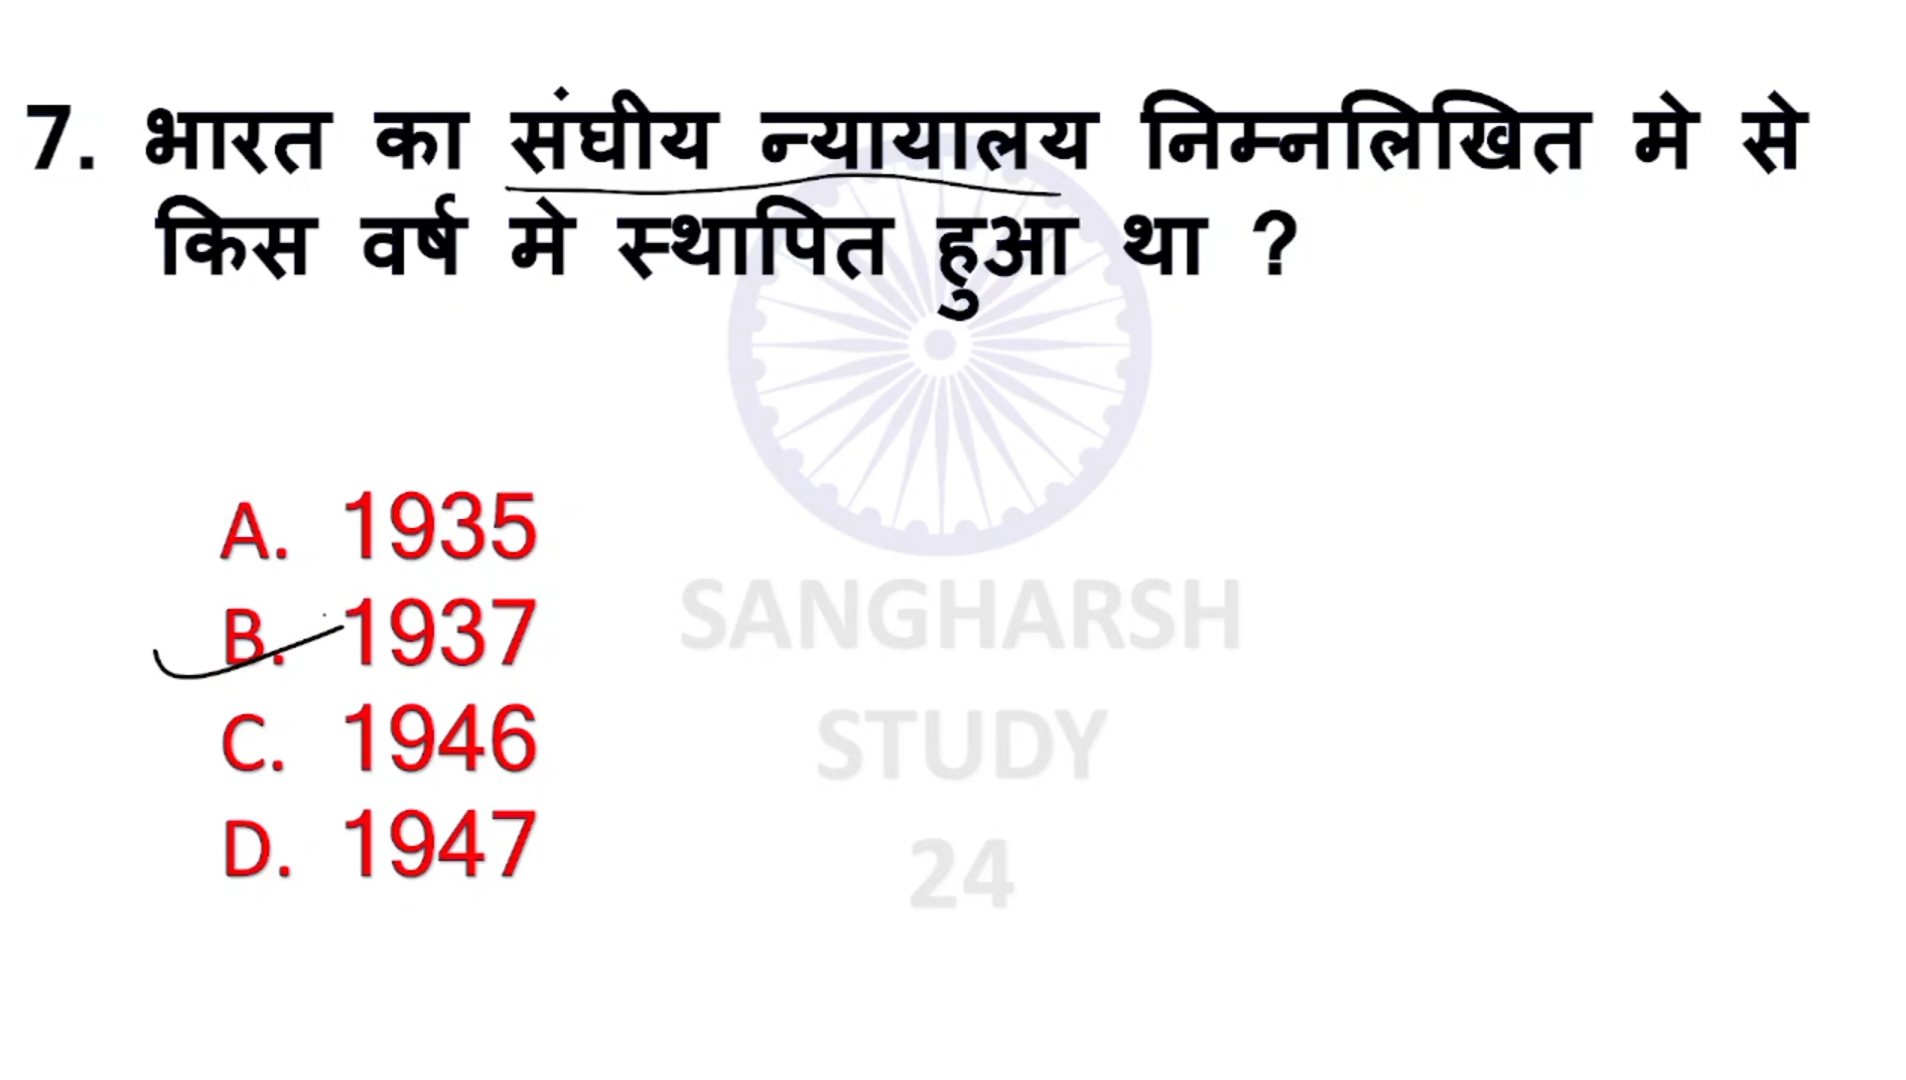 7. भारत का संघीय न्यायालय निम्नलिखित मे से
किस वर्ष मे स्थापित हुआ था ?
A. 1935
B. 1937
C. 1946
D. 1947
SANGHARSH
STUDY
24